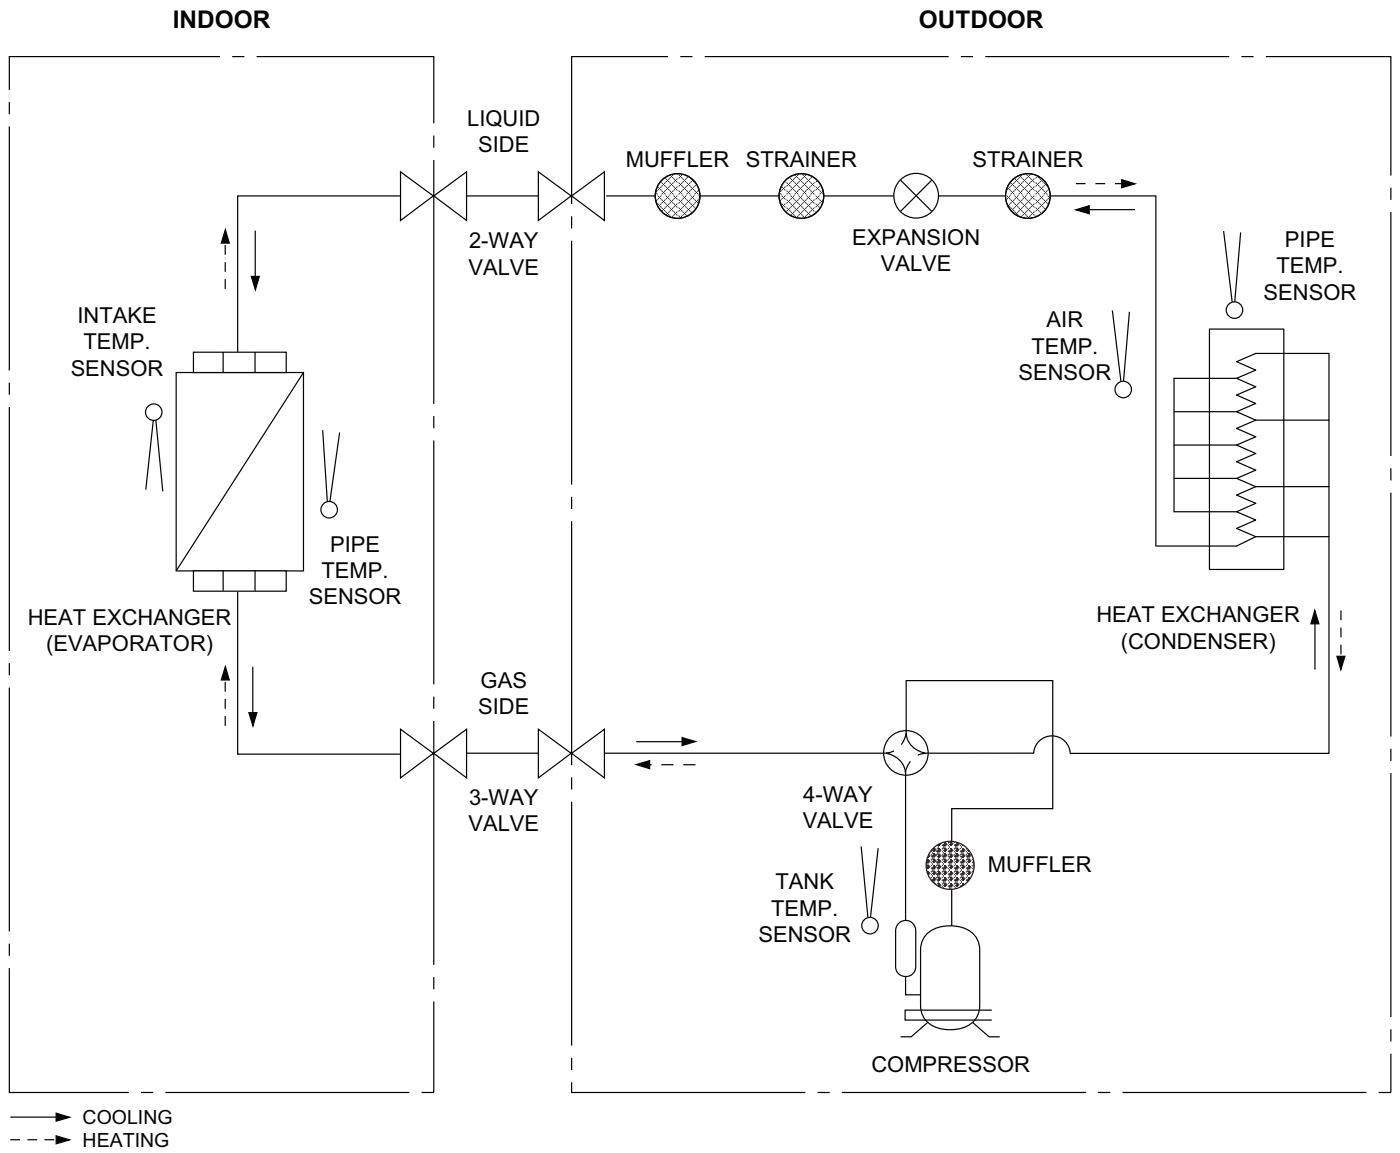 INDOOR
OUTDOOR
LIQUID
SIDE
MUFFLER
STRAINER
STRAINER
2-WAY
VALVE
EXPANSION
VALVE
PIPE
TEMP.
SENSOR
INTAKE
TEMP.
SENSOR
AIR
TEMP.
SENSOR
PIPE
TEMP.
SENSOR
HEAT EXCHANGER
(EVAPORATOR)
HEAT EXCHANGER
(CONDENSER)
GAS
SIDE
3-WAY
VALVE
4-WAY
VALVE
MUFFLER
TANK
TEMP.
SENSOR
COMPRESSOR
COOLING
HEATING